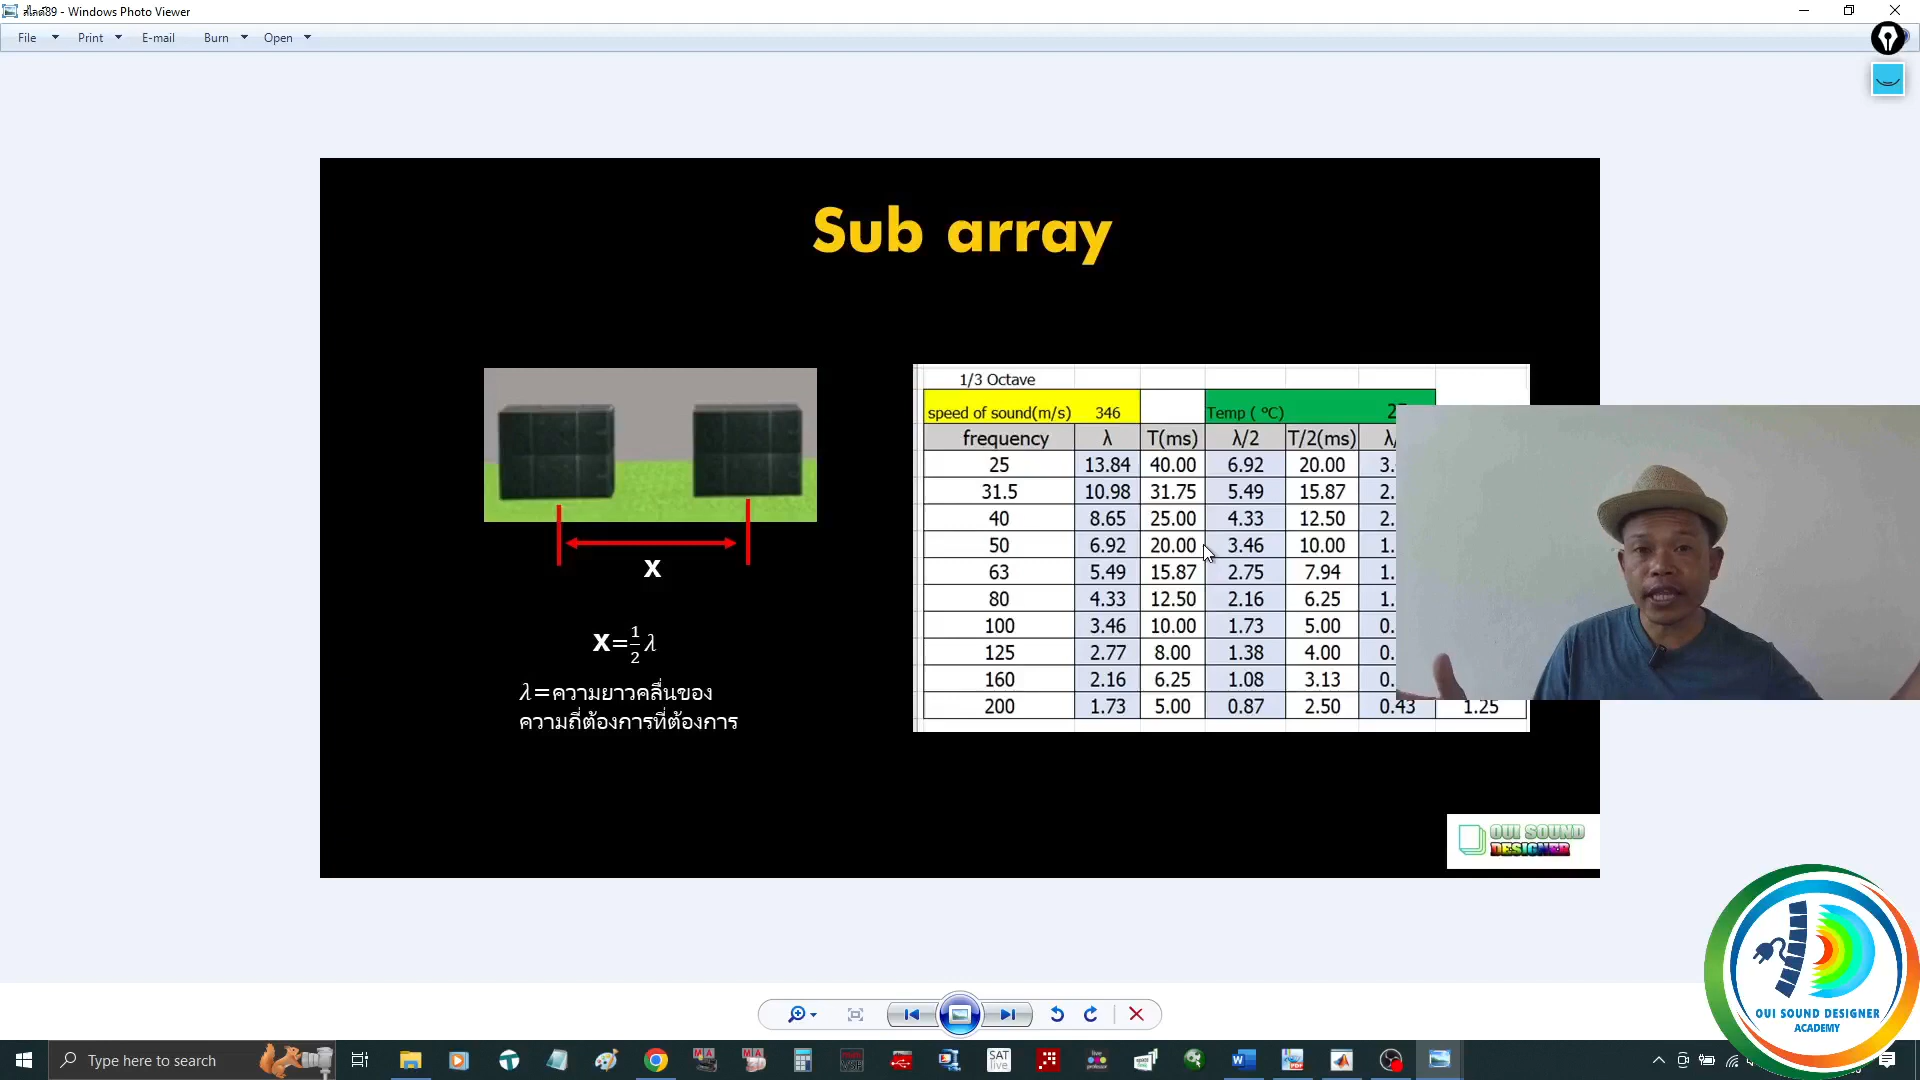 สไลด์89 - Windows Photo Viewer
File Print E-mail Burn Open
Sub array
1/3 Octave
speed of sound(m/s) 346 Temp ( ℃)
frequency λ T(ms) λ/2 T/2(ms)
25 13.84 40.00 6.92 20.00
31.5 10.98 31.75 5.49 15.87
40 8.65 25.00 4.33 12.50
50 6.92 20.00 3.46 10.00
63 5.49 15.87 2.75 7.94
80 4.33 12.50 2.16 6.25
100 3.46 10.00 1.73 5.00
125 2.77 8.00 1.38 4.00
160 2.16 6.25 1.08 3.13
200 1.73 5.00 0.87 2.50 0.43 1.25
X
X=1/2 λ
λ=ความยาวคลื่นของ
ความถี่ต้องการที่ต้องการ
OUI SOUND
DESIGNER
OUI SOUND DESIGNER
ACADEMY
Type here to search